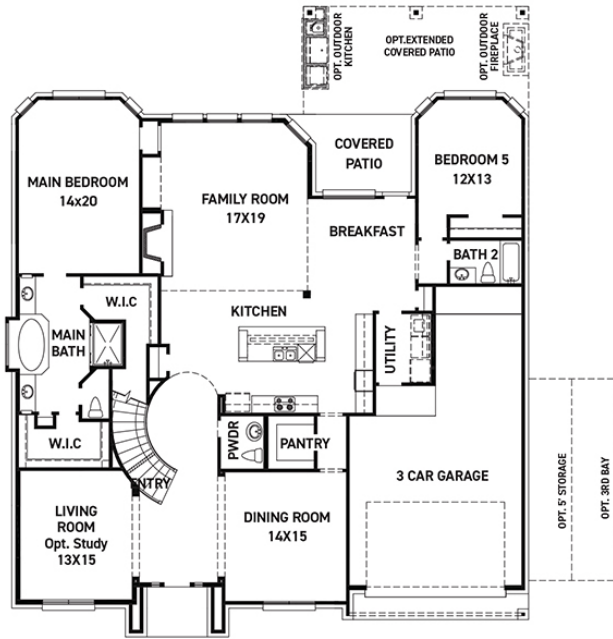 OPT. OUTDOOR
KITCHEN
OPT.EXTENDED
COVERED PATIO
OPT. OUTDOOR
FIREPLACE
COVERED
PATIO
BEDROOM 5
12X13
MAIN BEDROOM
14x20
FAMILY ROOM
17X19
BREAKFAST
BATH 2
W.I.C
KITCHEN
MAIN
BATH
UTILITY
W.I.C
PWDR
PANTRY
3 CAR GARAGE
ENTRY
LIVING
ROOM
Opt. Study
13X15
DINING ROOM
14X15
OPT. 5' STORAGE
OPT. 3RD BAY